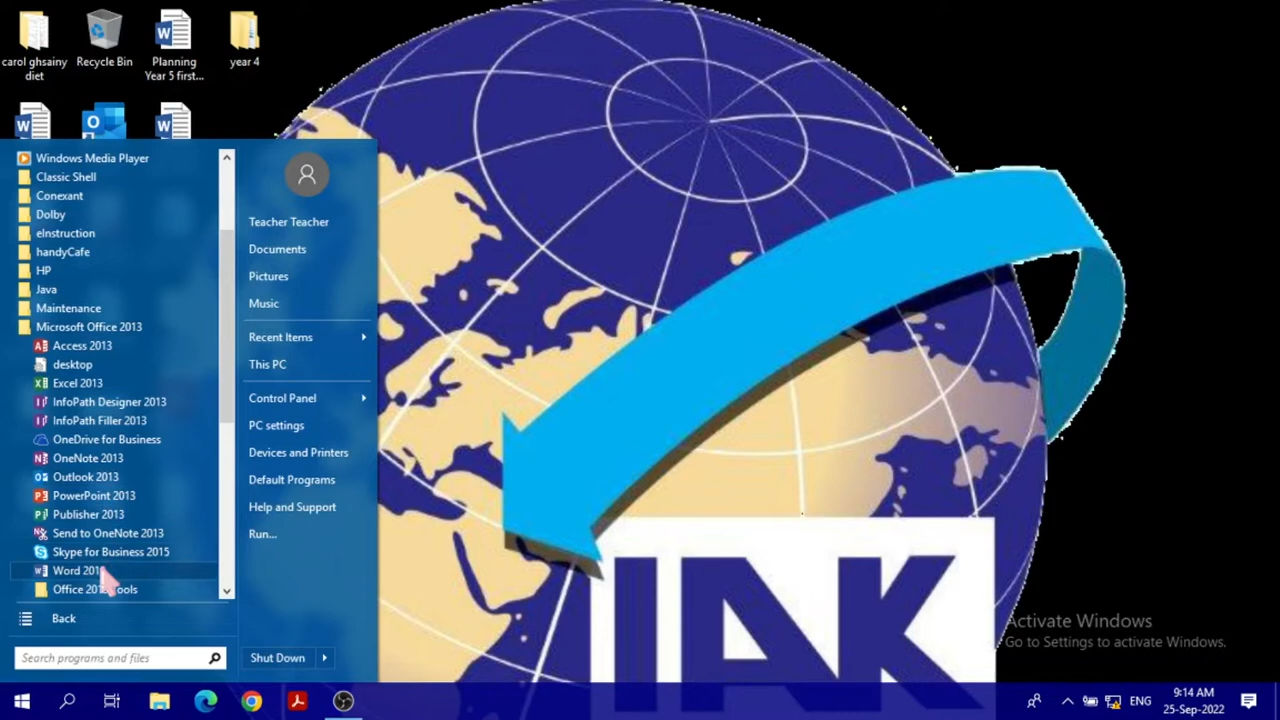 carol ghsainy
diet
Recycle Bin
Planning
Year 5 first...
year 4
Windows Media Player
Classic Shell
Conexant
Dolby
eInstruction
handyCafe
HP
Java
Maintenance
Microsoft Office 2013
Access 2013
desktop
Excel 2013
InfoPath Designer 2013
InfoPath Filler 2013
OneDrive for Business
OneNote 2013
Outlook 2013
PowerPoint 2013
Publisher 2013
Send to OneNote 2013
Skype for Business 2015
Word
Office
Back
Search programs and files
Teacher Teacher
Documents
Pictures
Music
Recent Items
This PC
Control Panel
PC settings
Devices and Printers
Default Programs
Help and Support
Run...
Shut Down
IAK
Activate Windows
Go to Settings to activate Windows.
ENG
9:14 AM
25-Sep-2022